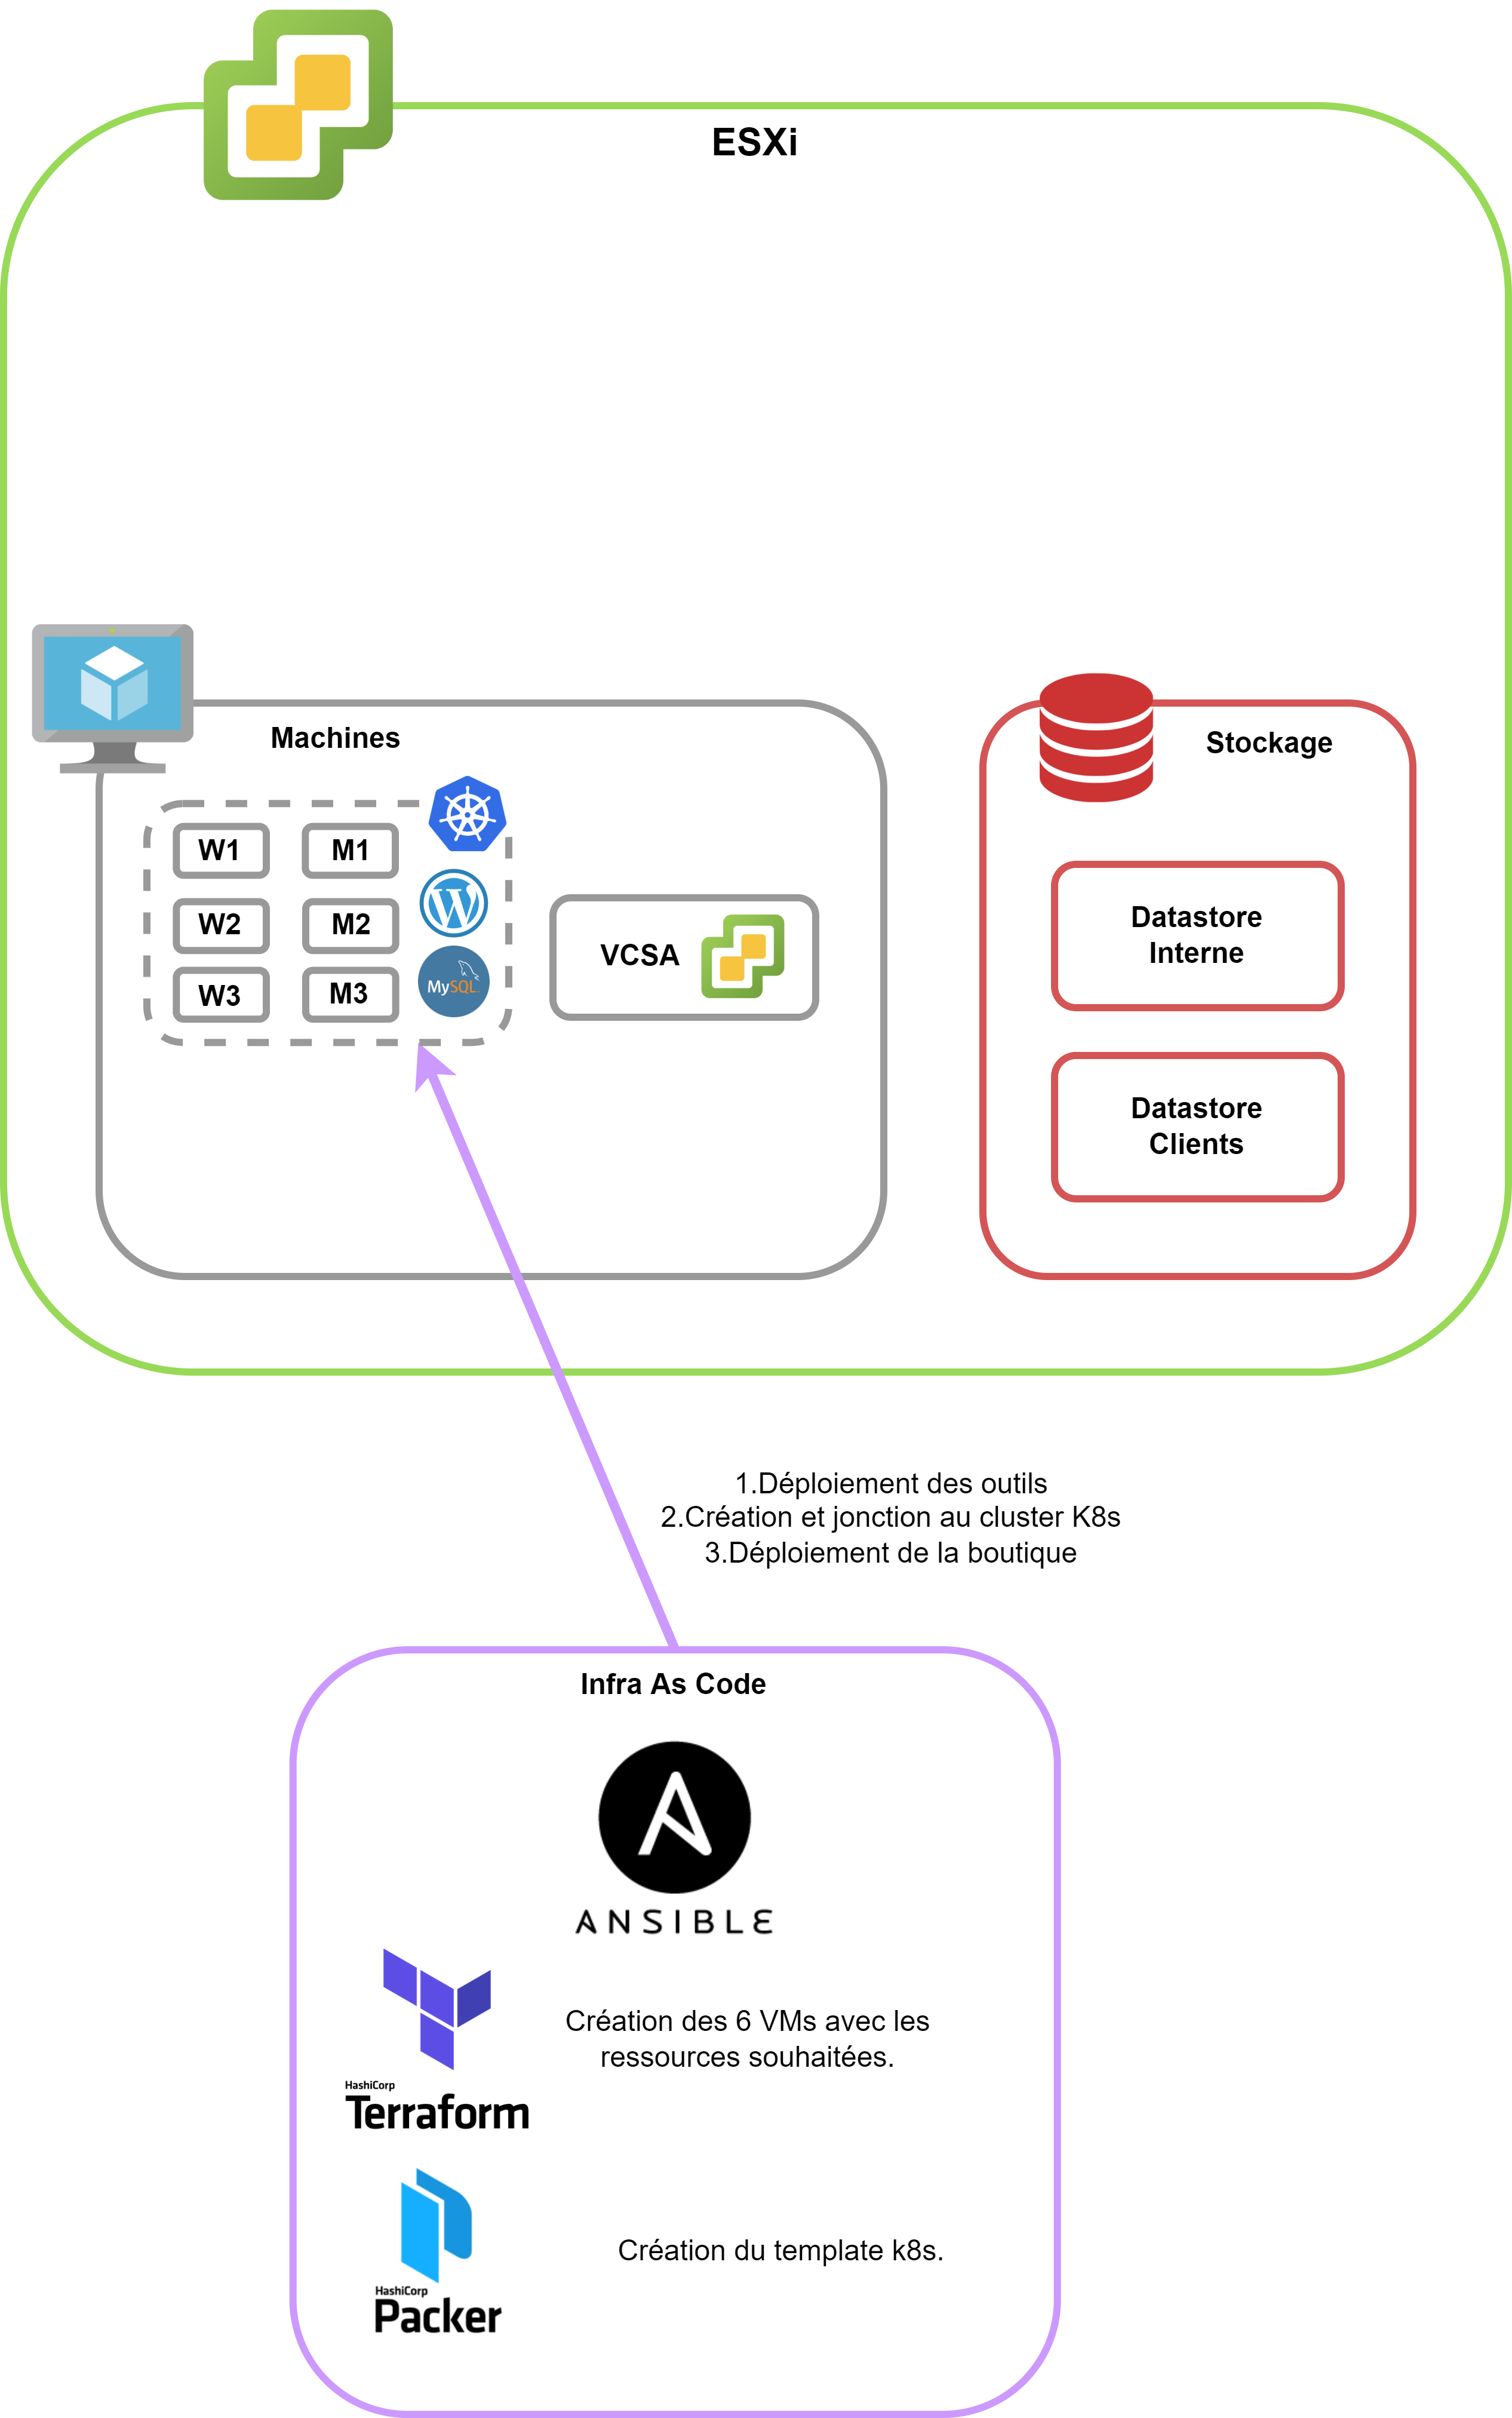 ESXi
Machines
Stockage
W1
M1
W2
M2
W3
M3
MySQL
VCSA
Datastore
Interne
Datastore
Clients
1.Déploiement des outils
2.Création et jonction au cluster K8s
3.Déploiement de la boutique
Infra As Code
ANSIBLE
Création des 6 VMs avec les
ressources souhaitées.
HashiCorp
Terraform
Création du template k8s.
HashiCorp
Packer